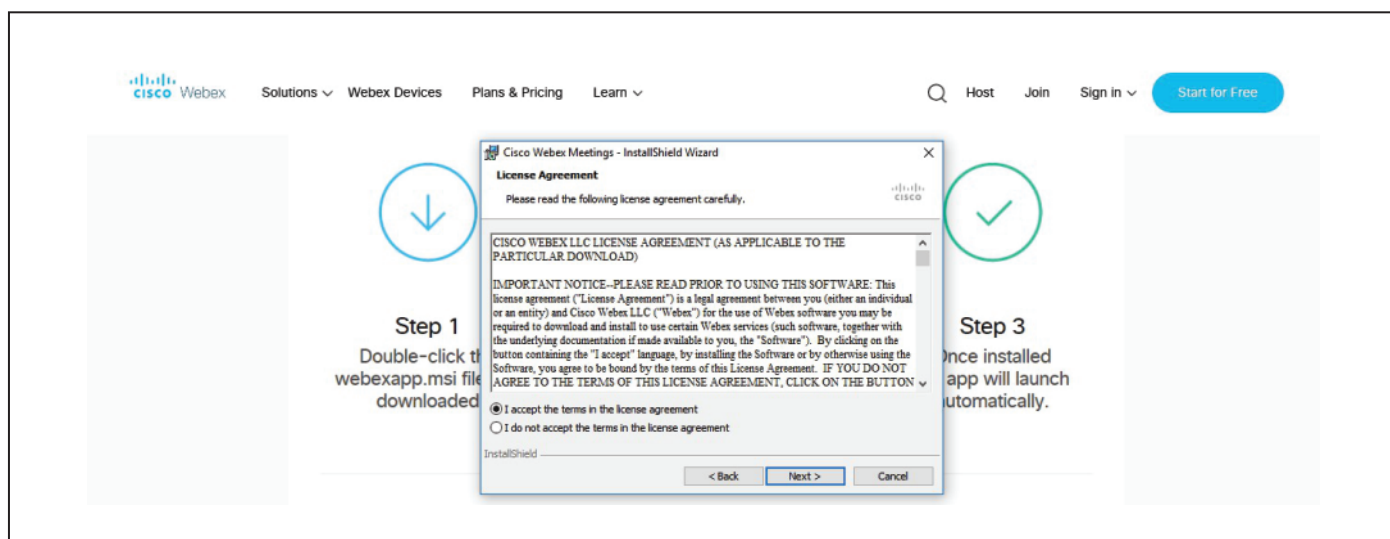 CISCO Webex
Solutions Webex Devices Plans & Pricing Learn Host Join Sign in Start for Free
Cisco Webex Meetings - InstallShield Wizard
License Agreement
Please read the following license agreement carefully.
CISCO
CISCO WEBEX LLC LICENSE AGREEMENT (AS APPLICABLE TO THE
PARTICULAR DOWNLOAD)
IMPORTANT NOTICE--PLEASE READ PRIOR TO USING THIS SOFTWARE: This
license agreement ("License Agreement") is a legal agreement between you (either an individual
or an entity) and Cisco Webex LLC ("Webex") for the use of Webex software you may be
required to download and install to use certain Webex services (such software, together with
the underlying documentation if made available to you, the "Software"). By clicking on the
button containing the "I accept" language, by installing the Software or by otherwise using the
Software, you agree to be bound by the terms of this License Agreement. IF YOU DO NOT
AGREE TO THE TERMS OF THIS LICENSE AGREEMENT, CLICK ON THE BUTTON
I accept the terms in the license agreement
I do not accept the terms in the license agreement
InstallShield
< Back Next > Cancel
Step 1
Double-click
webexapp.msi file
downloaded
Step 3
installed
app will launch